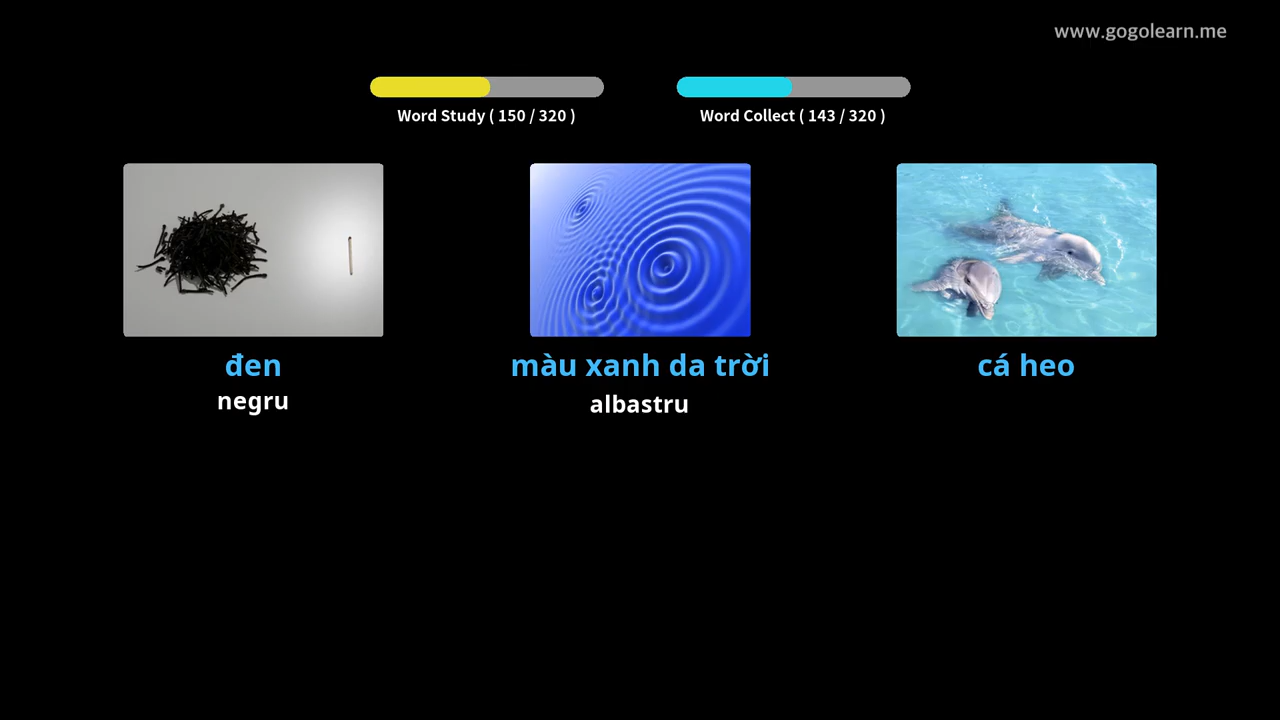 www.gogolearn.me
Word Study ( 150 / 320 )
Word Collect ( 143 / 320 )
đen
màu xanh da trời
cá heo
negru
albastru